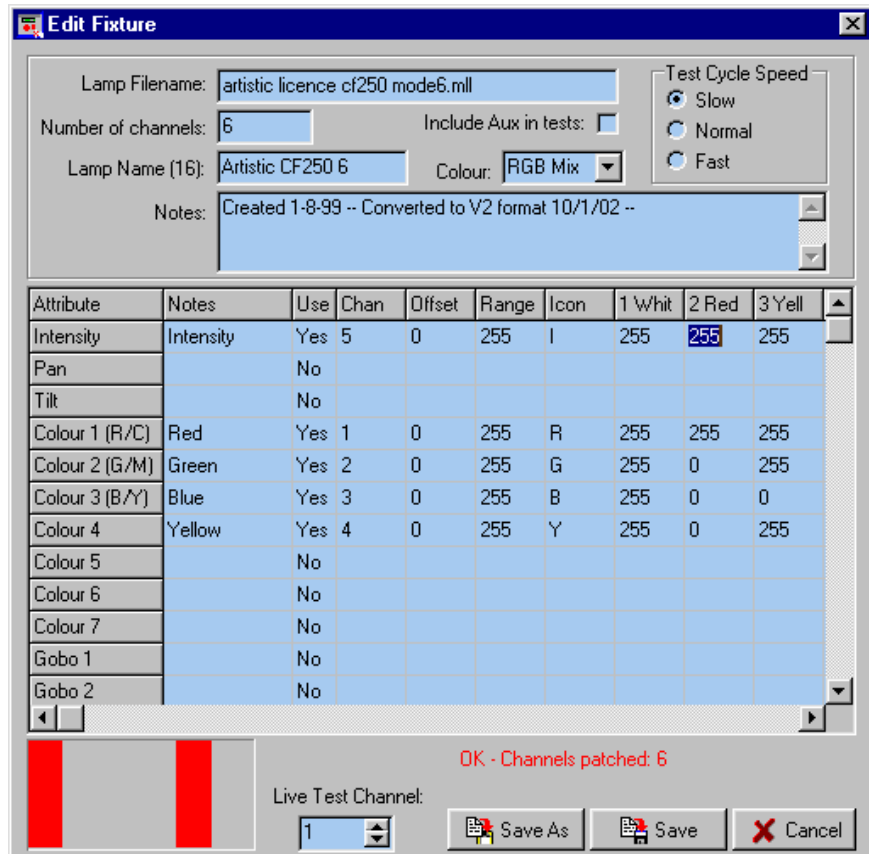 Edit Fixture
Lamp Filename: artistic licence cf250 mode6.mll
Number of channels: 6
Include Aux in tests:
Lamp Name (16): Artistic CF250 6
Colour: RGB Mix
Test Cycle Speed
Slow
Normal
Fast
Notes: Created 1-8-99 -- Converted to V2 format 10/1/02 --
Attribute Notes Use Chan Offset Range Icon 1 Whit 2 Red 3 Yell
Intensity Intensity Yes 5 0 255 I 255 255 255
Pan No
Tilt No
Colour 1 (R/C) Red Yes 1 0 255 R 255 255 255
Colour 2 (G/M) Green Yes 2 0 255 G 255 0 255
Colour 3 (B/Y) Blue Yes 3 0 255 B 255 0 0
Colour 4 Yellow Yes 4 0 255 Y 255 0 255
Colour 5 No
Colour 6 No
Colour 7 No
Gobo 1 No
Gobo 2 No
OK - Channels patched: 6
Live Test Channel:
1
Save As
Save
Cancel